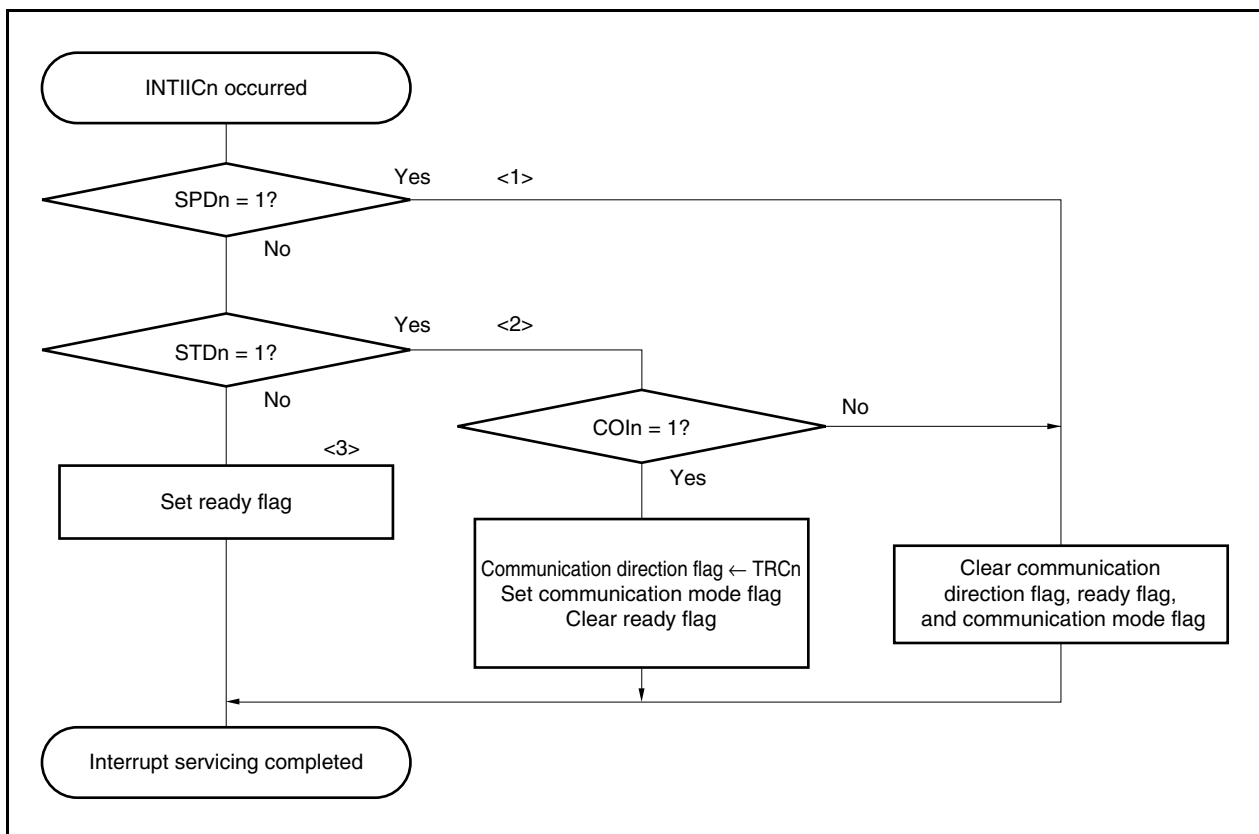 INTIICn occurred
SPDn = 1?
Yes
<1>
No
STDn = 1?
Yes
<2>
No
COIn = 1?
No
Yes
<3>
Set ready flag
Communication direction flag ← TRCn
Set communication mode flag
Clear ready flag
Clear communication
direction flag, ready flag,
and communication mode flag
Interrupt servicing completed